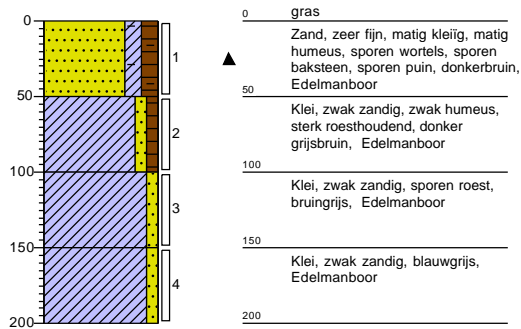 0
50
100
150
200
1
2
3
4
0 gras
Zand, zeer fijn, matig kleiïg, matig
humeus, sporen wortels, sporen
baksteen, sporen puin, donkerbruin,
Edelmanboor
50
Klei, zwak zandig, zwak humeus,
sterk roesthoudend, donker
grijsbruin, Edelmanboor
100
Klei, zwak zandig, sporen roest,
bruingrijs, Edelmanboor
150
Klei, zwak zandig, blauwgrijs,
Edelmanboor
200